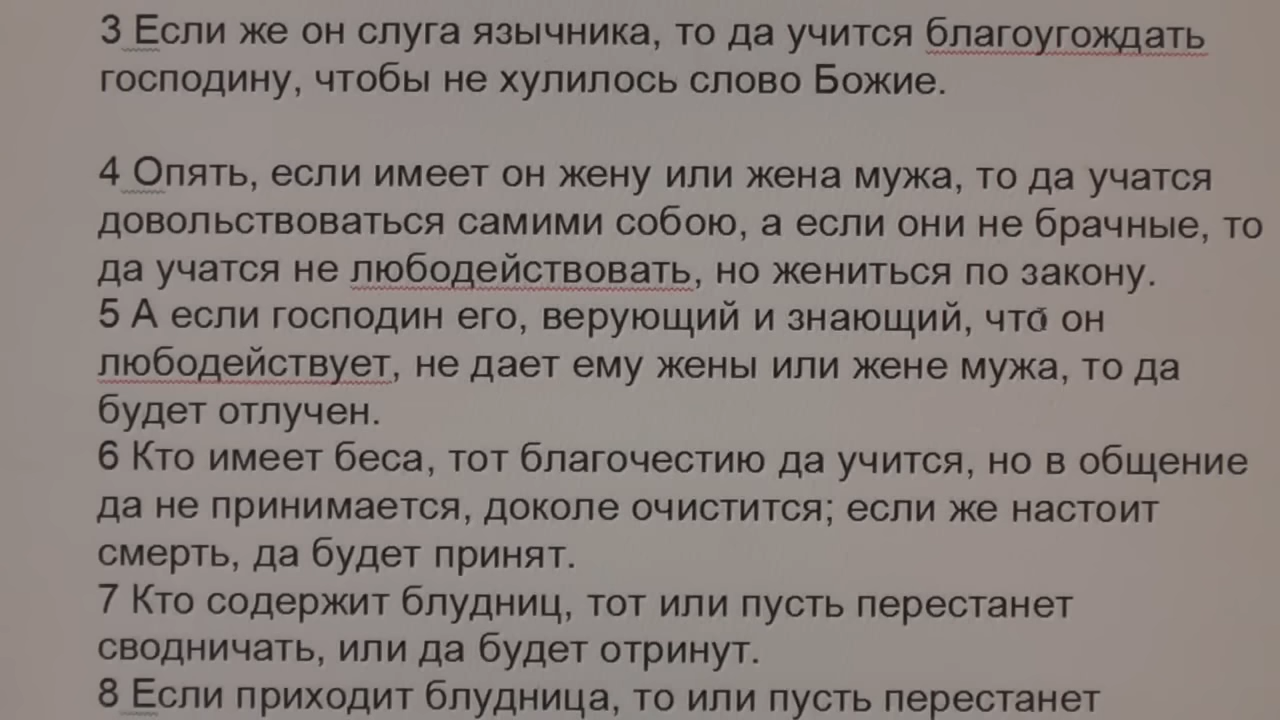 3 Если же он слуга язычника, то да учится благоугождать
господину, чтобы не хулилось слово Божие.
4 Опять, если имеет он жену или жена мужа, то да учатся
довольствоваться самими собою, а если они не брачные, то
да учатся не любодействовать, но жениться по закону.
5 А если господин его, верующий и знающий, что он
любодействует, не дает ему жены или жене мужа, то да
будет отлучен.
6 Кто имеет беса, тот благочестию да учится, но в общение
да не принимается, доколе очистится; если же настоит
смерть, да будет принят.
7 Кто содержит блудниц, тот или пусть перестанет
сводничать, или да будет отринут.
8 Если приходит блудница, то или пусть перестанет